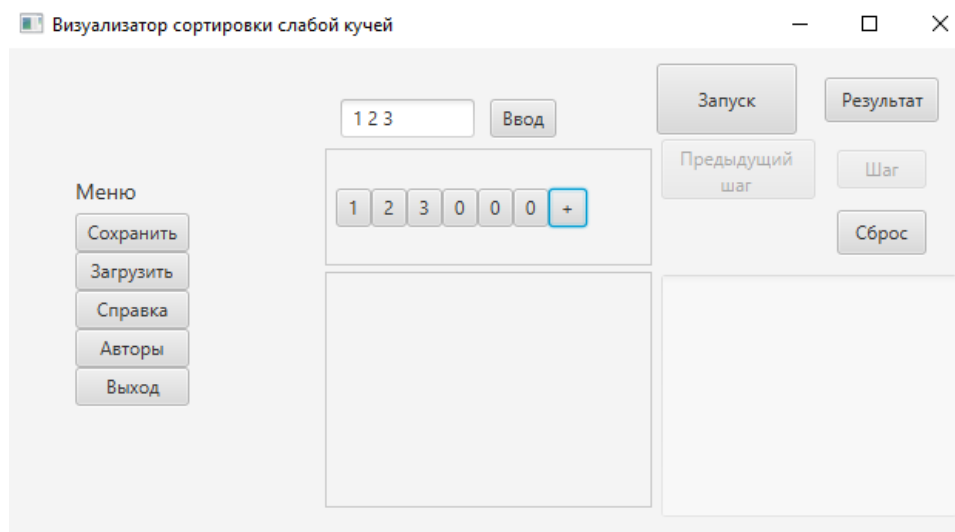 Визуализатор сортировки слабой кучей
1 2 3
Ввод
Запуск
Результат
Предыдущий
шаг
Шаг
Сброс
Меню
Сохранить
Загрузить
Справка
Авторы
Выход
1 2 3 0 0 0 +